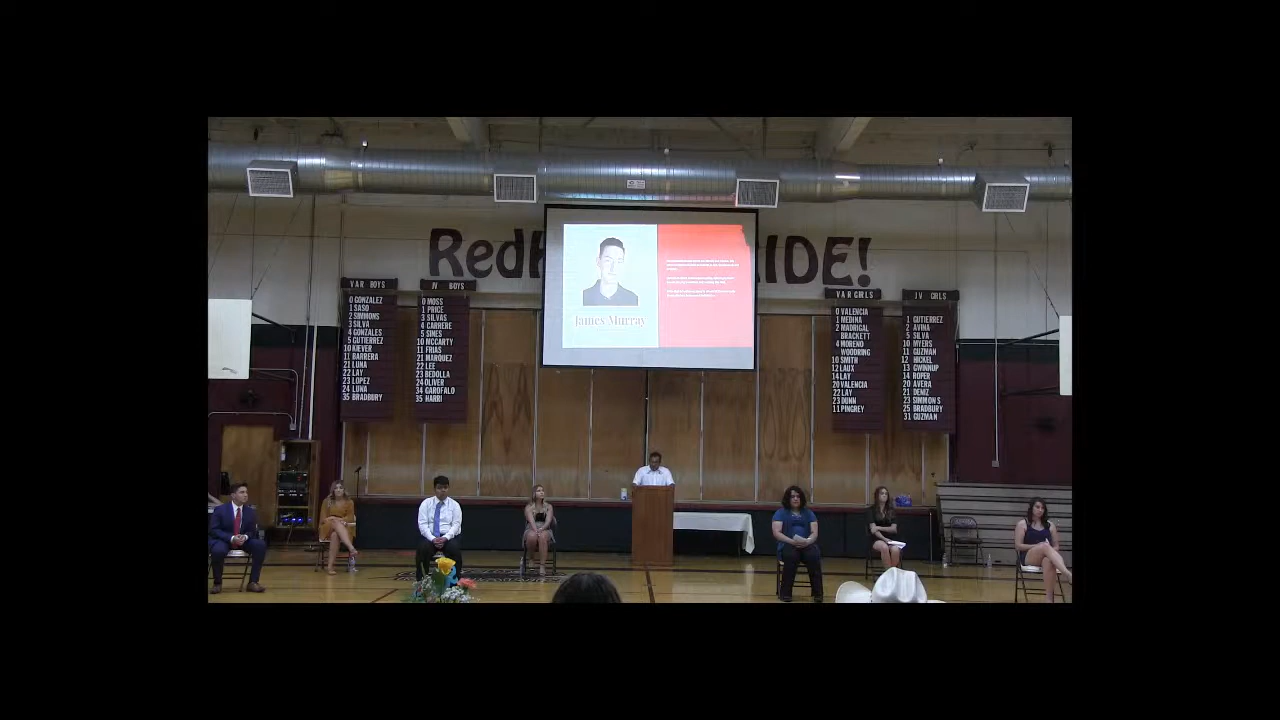 RedH
RIDE!
James Murray
VAR BOYS
0 GONZALEZ
1 SASO
2 SIMMONS
3 SILVA
4 GONZALES
5 GUTIERREZ
10 KIEVER
11 BARRERA
21 LUNA
22 LAY
23 LOPEZ
24 LUNA
35 BRADBURY
JV BOYS
0 MOSS
1 PRICE
3 SILVAS
4 CARRERE
5 SIMES
10 MCCARTY
11 FRIAS
21 MARQUEZ
22 LEE
23 BEDOLLA
24 OLIVER
34 GAROFALO
35 HARRI
VAR GIRLS
0 VALENCIA
1 MEDINA
2 MADRIGAL
BRACKETT
4 MORENO
WOODRING
10 SMITH
12 LAUX
14 LAY
20 VALENCIA
22 LAY
23 DUNN
11 PINGREY
JV GIRLS
1 GUTIERREZ
2 AVINA
5 SILVA
10 MYERS
11 GUZMAN
12 NICKEL
13 GWINNUP
14 ROPER
20 AVERA
21 DENIZ
23 SIMMONS
25 BRADBURY
31 GUZMAN